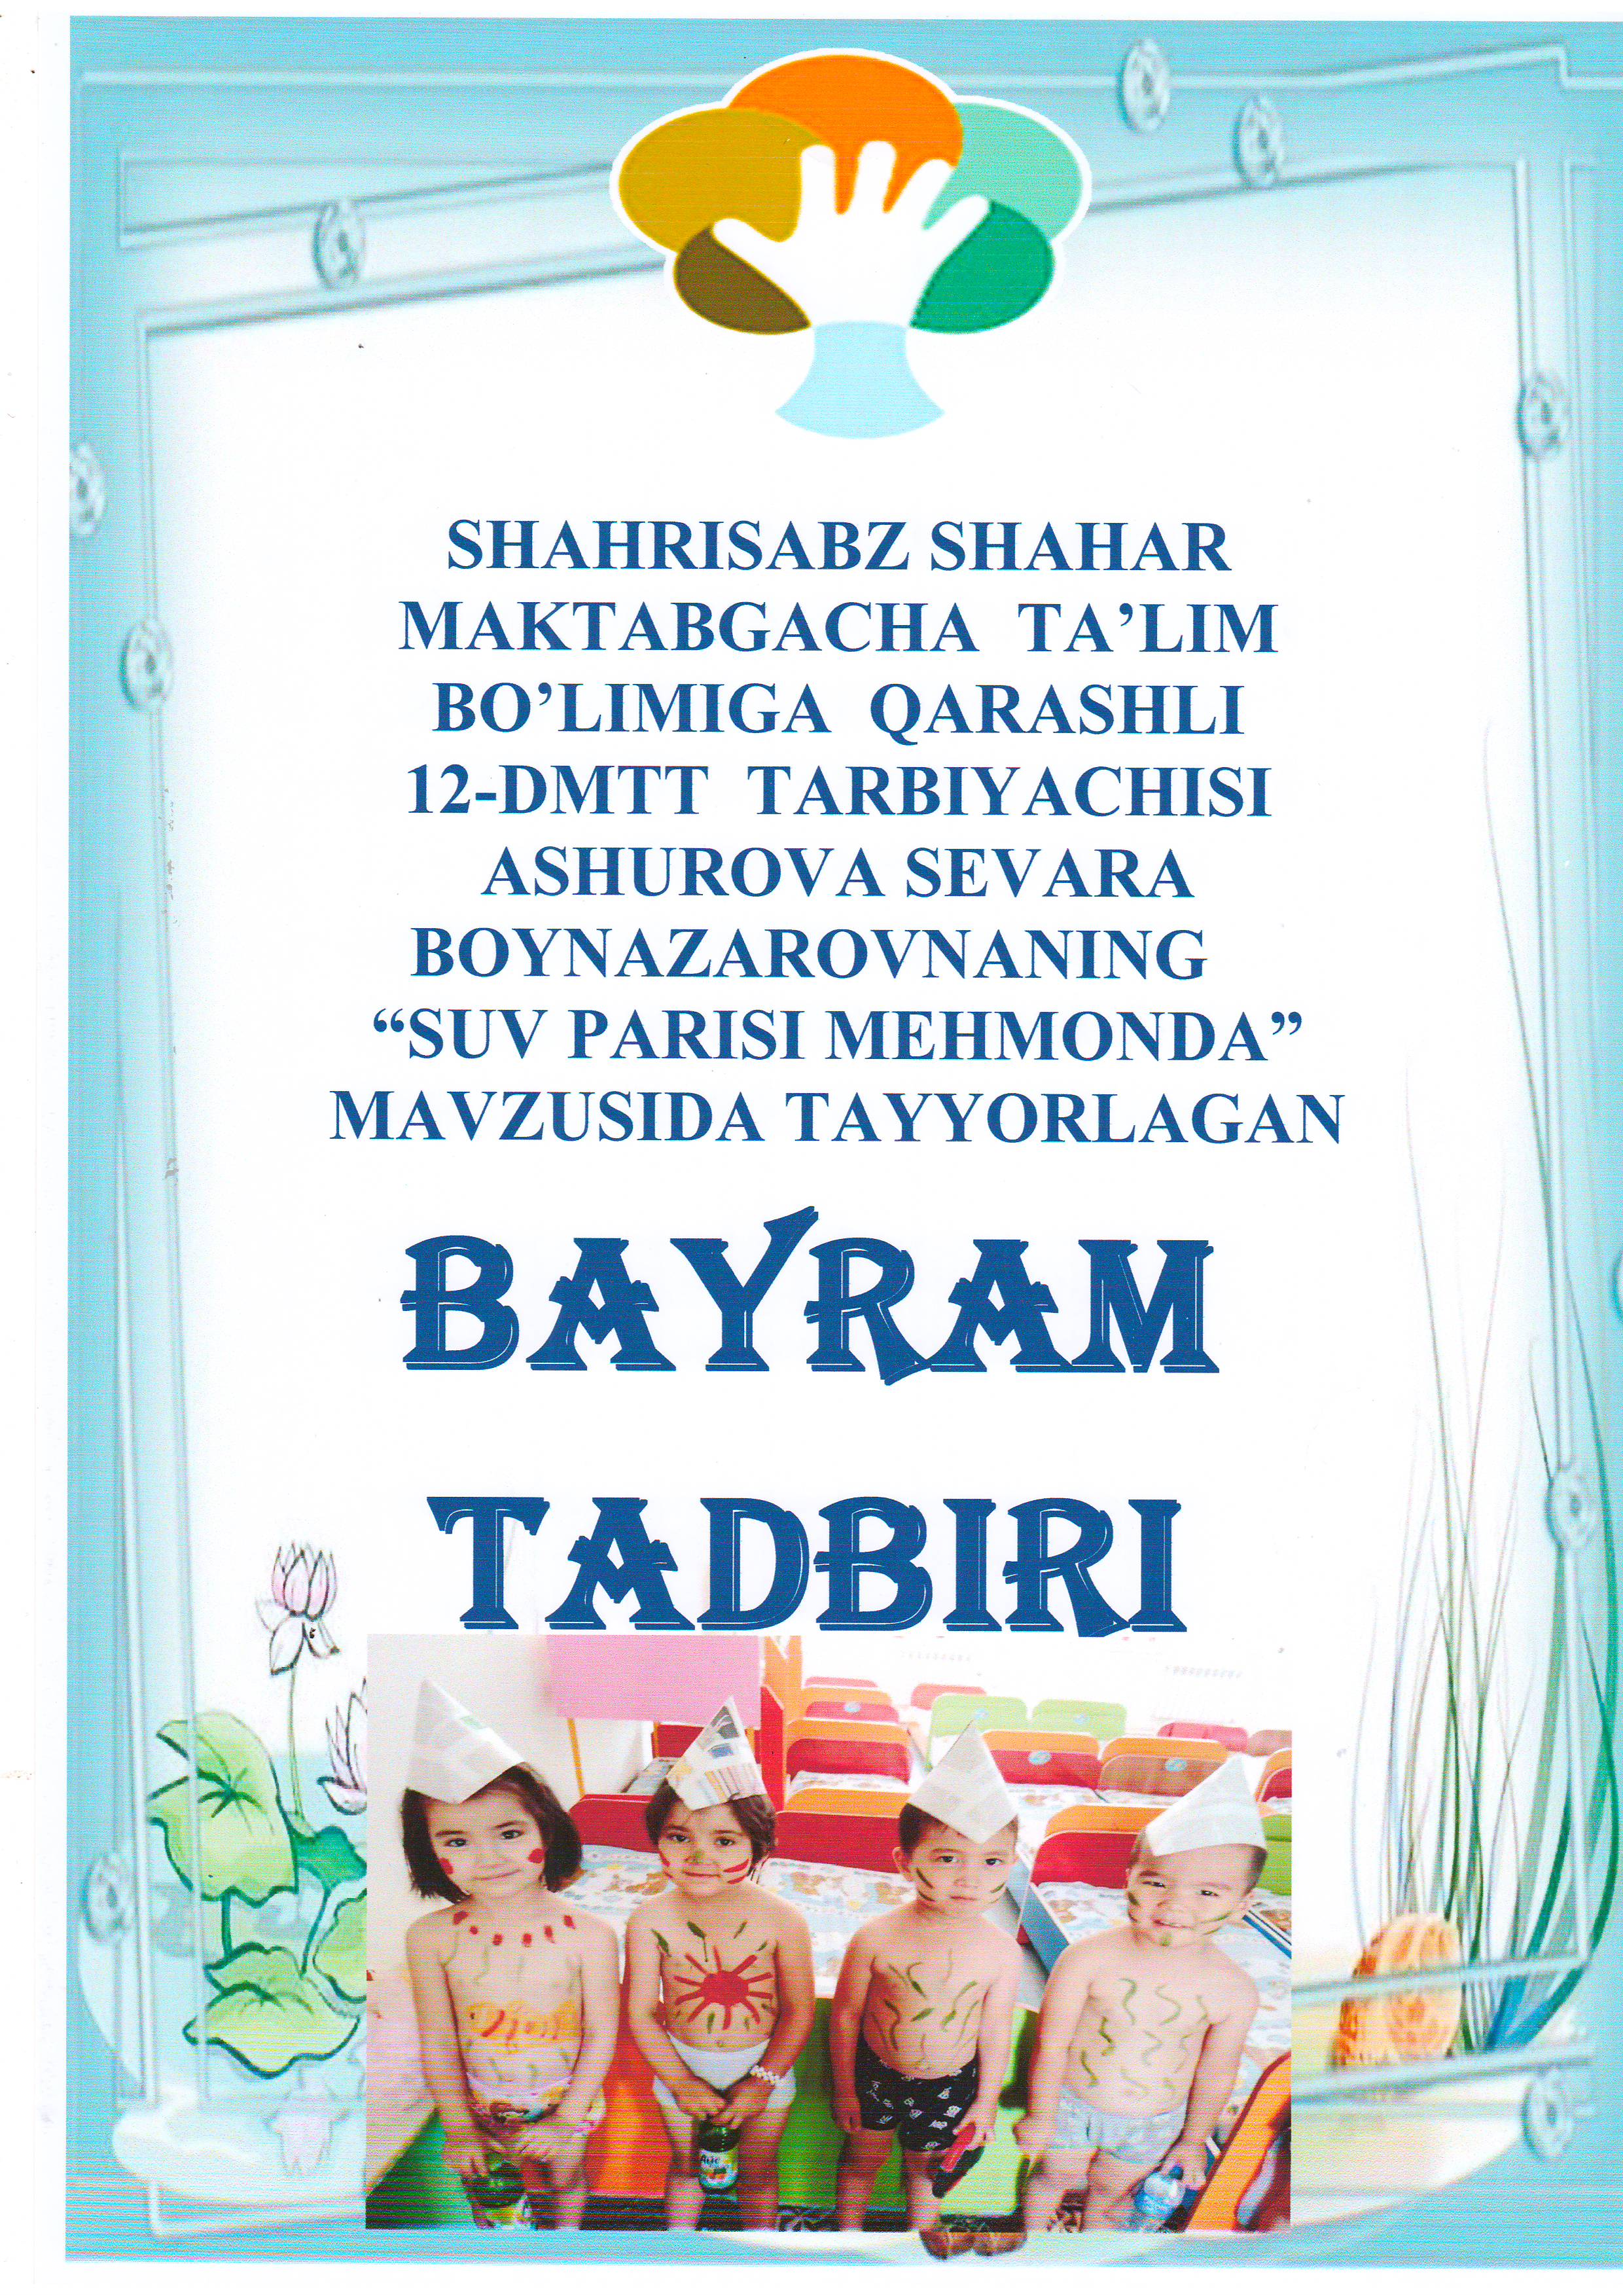 SHAHRISABZ SHAHAR
MAKTABGACHA TA’LIM
BO’LIMIGA QARASHLI
12-DMTT TARBIYACHISI
ASHUROVA SEVARA
BOYNAZAROVNANING
“SUV PARISI MEHMONDA”
MAVZUSIDA TAYYORLAGAN
BAYRAM
TADBIRI